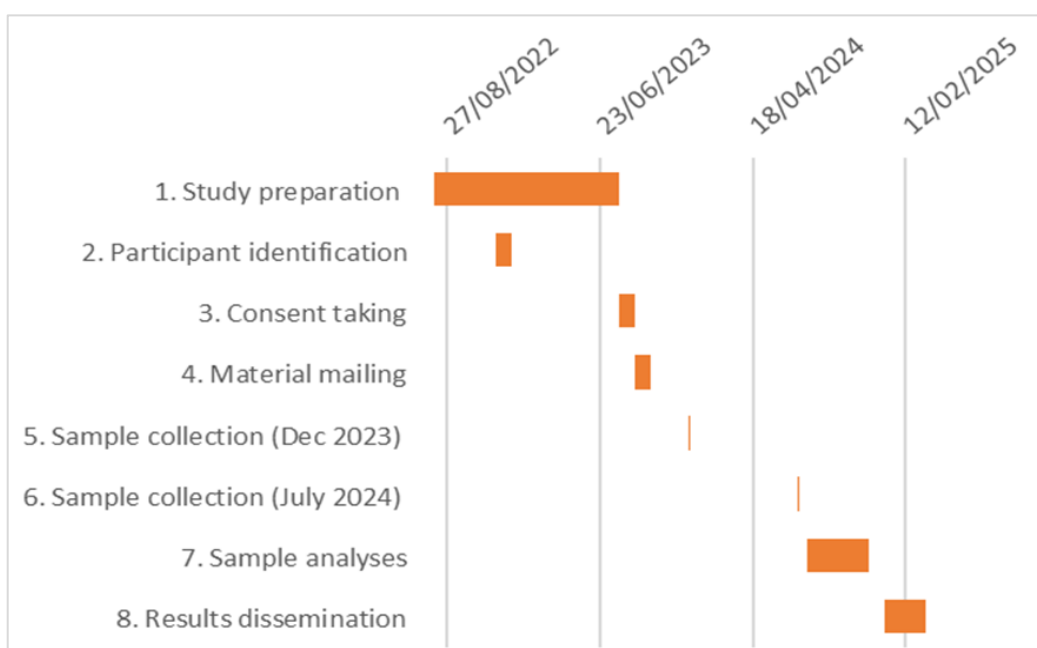 27/08/2022
23/06/2023
18/04/2024
12/02/2025
1. Study preparation
2. Participant identification
3. Consent taking
4. Material mailing
5. Sample collection (Dec 2023)
6. Sample collection (July 2024)
7. Sample analyses
8. Results dissemination